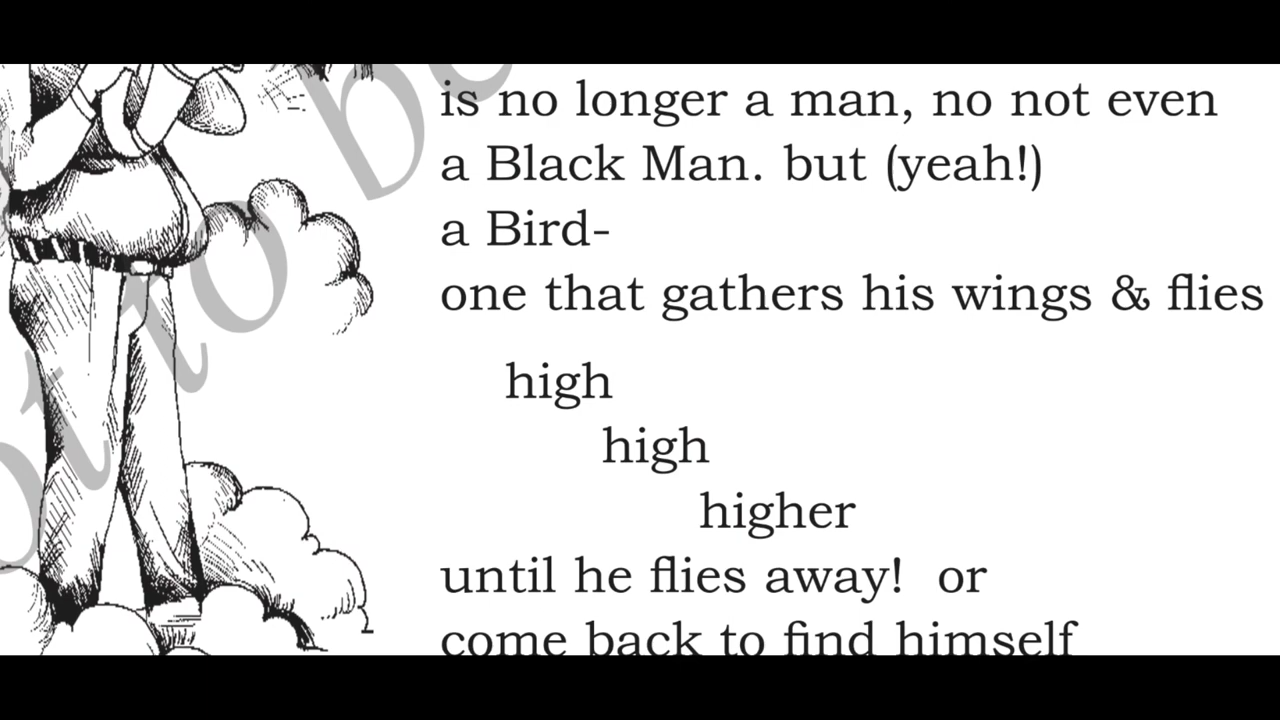 is no longer a man, no not even
a Black Man. but (yeah!)
a Bird-
one that gathers his wings & flies
high
high
higher
until he flies away!  or
come back to find himself